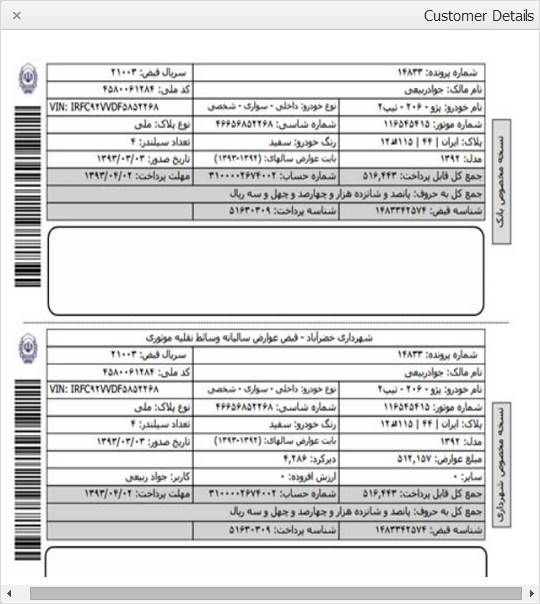 Customer Details
شماره پرونده: ۱۴۸۳۳ سریال قبض: ۲۱۰۰۳
نام مالک: جوادربیعی کد ملی: ۴۵۸۰۰۶۱۲۸۴
نام خودرو: پژو - ۲۰۶ - تیپ۲ نوع خودرو: داخلی - سواری - شخصی VIN: IRFC۹۲VVDF۵۸۵۲۲۶۸
شماره موتور: ۱۱۶۵۴۵۴۱۵ شماره شاسی: ۴۶۶۵۶۸۵۲۲۶۸ نوع پلاک: ملی
پلاک: ایران | ۴۴ | ۱۱۵#۱۲ رنگ خودرو: سفید تعداد سیلندر: ۴
مدل: ۱۳۹۲ بابت عوارض سالهای: (۱۳۹۲-۱۳۹۳) تاریخ صدور: ۱۳۹۳/۰۳/۰۳
جمع کل قابل پرداخت: ۵۱۶,۴۴۳ شماره حساب: ۳۱۰۰۰۰۲۶۷۴۰۰۲ مهلت پرداخت: ۱۳۹۳/۰۴/۰۲
جمع کل به حروف: پانصد و شانزده هزار و چهارصد و چهل و سه ریال
شناسه قبض: ۱۴۸۳۳۴۲۵۷۴ شناسه پرداخت: ۵۱۶۳۰۳۰۹
نسخه مخصوص بانک
شهرداری خضرآباد - قبض عوارض سالیانه وسائط نقلیه موتوری
شماره پرونده: ۱۴۸۳۳ سریال قبض: ۲۱۰۰۳
نام مالک: جوادربیعی کد ملی: ۴۵۸۰۰۶۱۲۸۴
نام خودرو: پژو - ۲۰۶ - تیپ۲ نوع خودرو: داخلی - سواری - شخصی VIN: IRFC۹۲VVDF۵۸۵۲۲۶۸
شماره موتور: ۱۱۶۵۴۵۴۱۵ شماره شاسی: ۴۶۶۵۶۸۵۲۲۶۸ نوع پلاک: ملی
پلاک: ایران | ۴۴ | ۱۱۵#۱۲ رنگ خودرو: سفید تعداد سیلندر: ۴
مدل: ۱۳۹۲ بابت عوارض سالهای: (۱۳۹۲-۱۳۹۳) تاریخ صدور: ۱۳۹۳/۰۳/۰۳
مبلغ عوارض: ۵۱۲,۱۵۷ دیرکرد: ۴,۲۸۶
سایر: ۰ ارزش افزوده: ۰ کاربر: جواد ربیعی
جمع کل قابل پرداخت: ۵۱۶,۴۴۳ شماره حساب: ۳۱۰۰۰۰۲۶۷۴۰۰۲ مهلت پرداخت: ۱۳۹۳/۰۴/۰۲
جمع کل به حروف: پانصد و شانزده هزار و چهارصد و چهل و سه ریال
شناسه قبض: ۱۴۸۳۳۴۲۵۷۴ شناسه پرداخت: ۵۱۶۳۰۳۰۹
نسخه مخصوص شهرداری